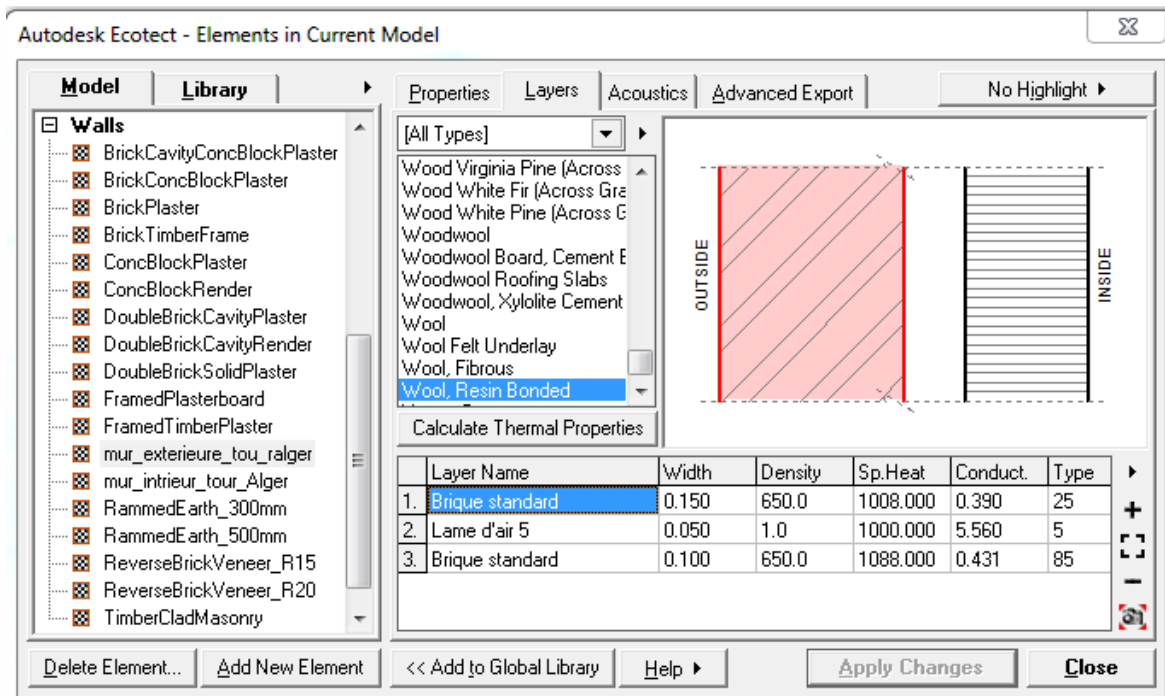 Autodesk Ecotect - Elements in Current Model
Model Library
Walls
BrickCavityConcBlockPlaster
BrickConcBlockPlaster
BrickPlaster
BrickTimberFrame
ConcBlockPlaster
ConcBlockRender
DoubleBrickCavityPlaster
DoubleBrickCavityRender
DoubleBrickSolidPlaster
FramedPlasterboard
FramedTimberPlaster
mur_exterieure_tou_ralger
mur_intrieur_tour_Alger
RammedEarth_300mm
RammedEarth_500mm
ReverseBrickVeneer_R15
ReverseBrickVeneer_R20
TimberCladMasonry
Delete Element... Add New Element
Properties Layers Acoustics Advanced Export
No Highlight
[All Types]
Wood Virginia Pine (Across
Wood White Fir (Across Gra
Wood White Pine (Across G
Woodwool
Woodwool Board, Cement B
Woodwool Roofing Slabs
Woodwool, Xylolite Cement
Wool
Wool Felt Underlay
Wool, Fibrous
Wool, Resin Bonded
Calculate Thermal Properties
OUTSIDE
INSIDE
Layer Name Width Density Sp.Heat Conduct. Type
1. Brique standard 0.150 650.0 1008.000 0.390 25
2. Lame d'air 5 0.050 1.0 1000.000 5.560 5
3. Brique standard 0.100 650.0 1088.000 0.431 85
<< Add to Global Library Help Apply Changes Close